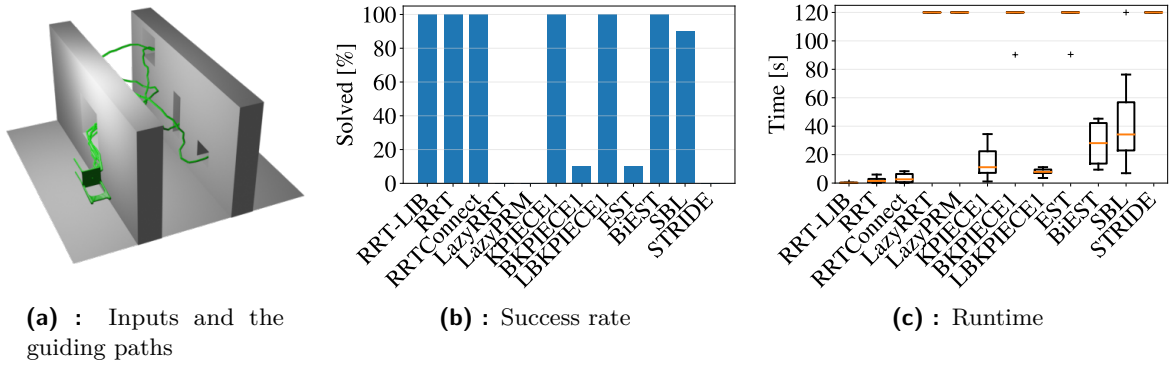 100
80
60
40
20
0
Solved [%]
RRT-LIB
RRT
RRTConnect
LazyRRT
LazyPRM
KPIECE1
BKPIECE1
LBKPIECE1
EST
BiEST
SBL
STRIDE
120
100
80
60
40
20
0
Time [s]
RRT-LIB
RRT
RRTConnect
LazyRRT
LazyPRM
KPIECE1
BKPIECE1
LBKPIECE1
EST
BiEST
SBL
STRIDE
(a) : Inputs and the
guiding paths
(b) : Success rate
(c) : Runtime